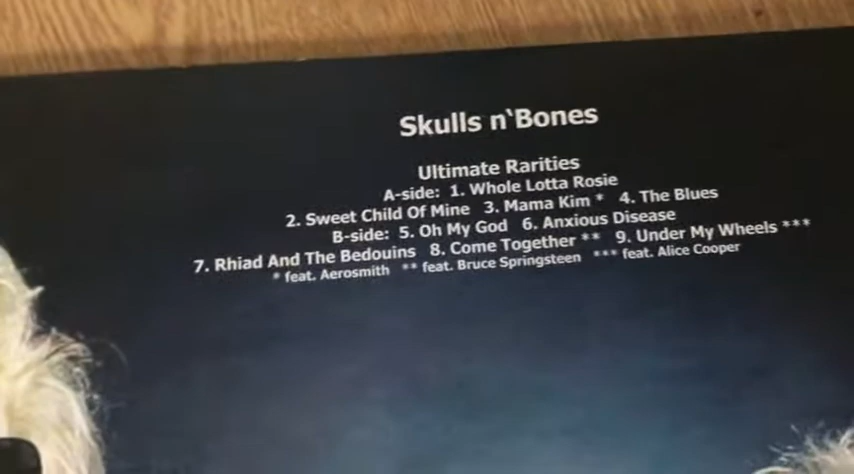 Skulls n‘Bones
Ultimate Rarities
A-side: 1. Whole Lotta Rosie
2. Sweet Child Of Mine 3. Mama Kim * 4. The Blues
B-side: 5. Oh My God 6. Anxious Disease
7. Rhiad And The Bedouins 8. Come Together ** 9. Under My Wheels ***
* feat. Aerosmith ** feat. Bruce Springsteen *** feat. Alice Cooper